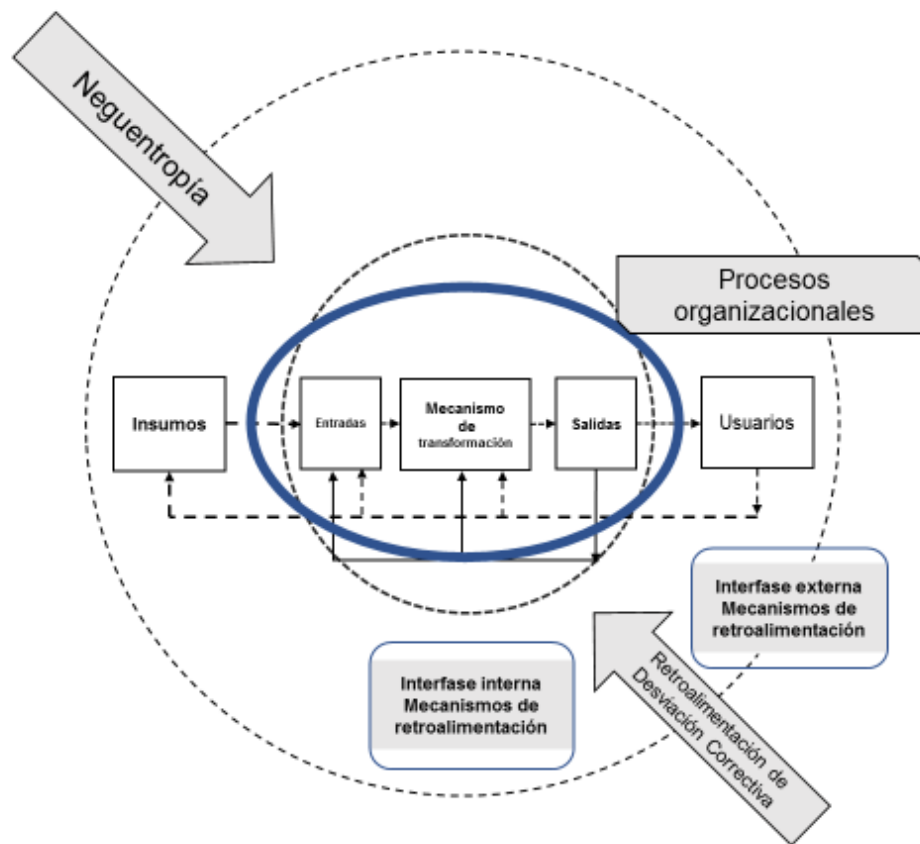 Neguentropía
Procesos
organizacionales
Insumos
Entradas
Mecanismo
de
transformación
Salidas
Usuarios
Interfase externa
Mecanismos de
retroalimentación
Interfase interna
Mecanismos de
retroalimentación
Retroalimentación de
Desviación Correctiva